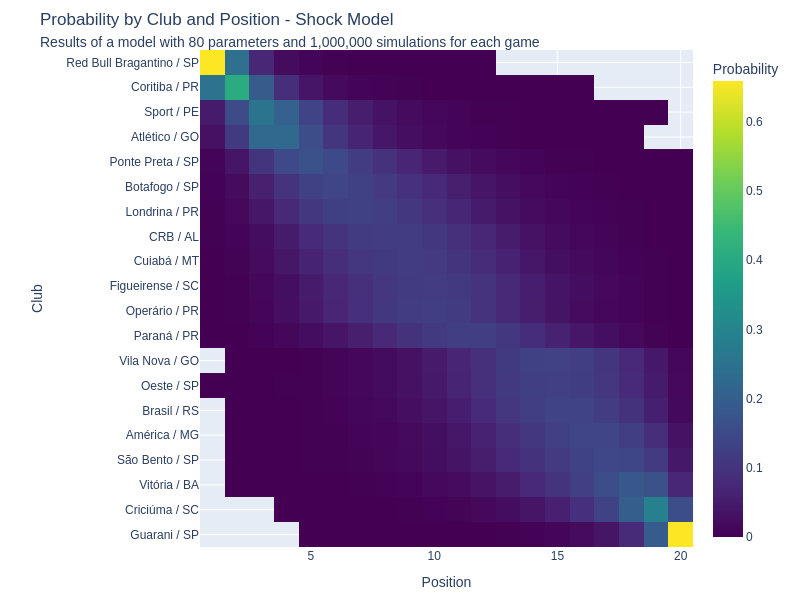 Probability by Club and Position - Shock Model
Results of a model with 80 parameters and 1,000,000 simulations for each game
Probability
Red Bull Bragantino / SP
Coritiba / PR
Sport / PE
Atlético / GO
Ponte Preta / SP
Botafogo / SP
Londrina / PR
CRB / AL
Cuiabá / MT
Figueirense / SC
Operário / PR
Paraná / PR
Vila Nova / GO
Oeste / SP
Brasil / RS
América / MG
São Bento / SP
Vitória / BA
Criciúma / SC
Guarani / SP
Club
5
10
15
20
Position
0.6
0.5
0.4
0.3
0.2
0.1
0